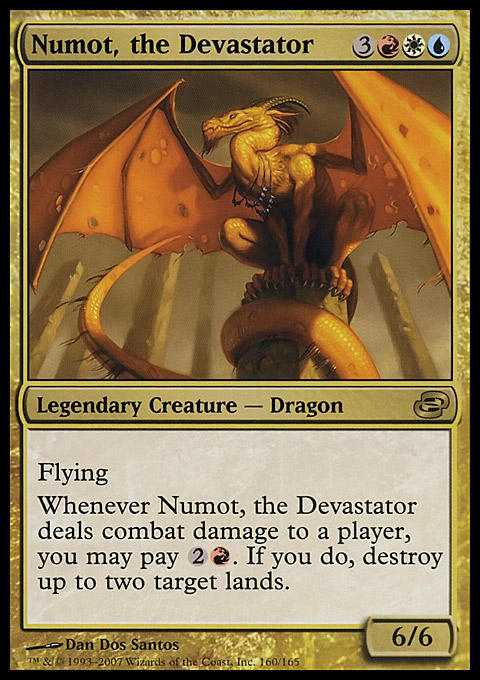 Numot, the Devastator 3
Legendary Creature — Dragon
Flying
Whenever Numot, the Devastator
deals combat damage to a player,
you may pay 2. If you do, destroy
up to two target lands.
6/6
Dan Dos Santos
™ & © 1993–2007 Wizards of the Coast, Inc. 160/165